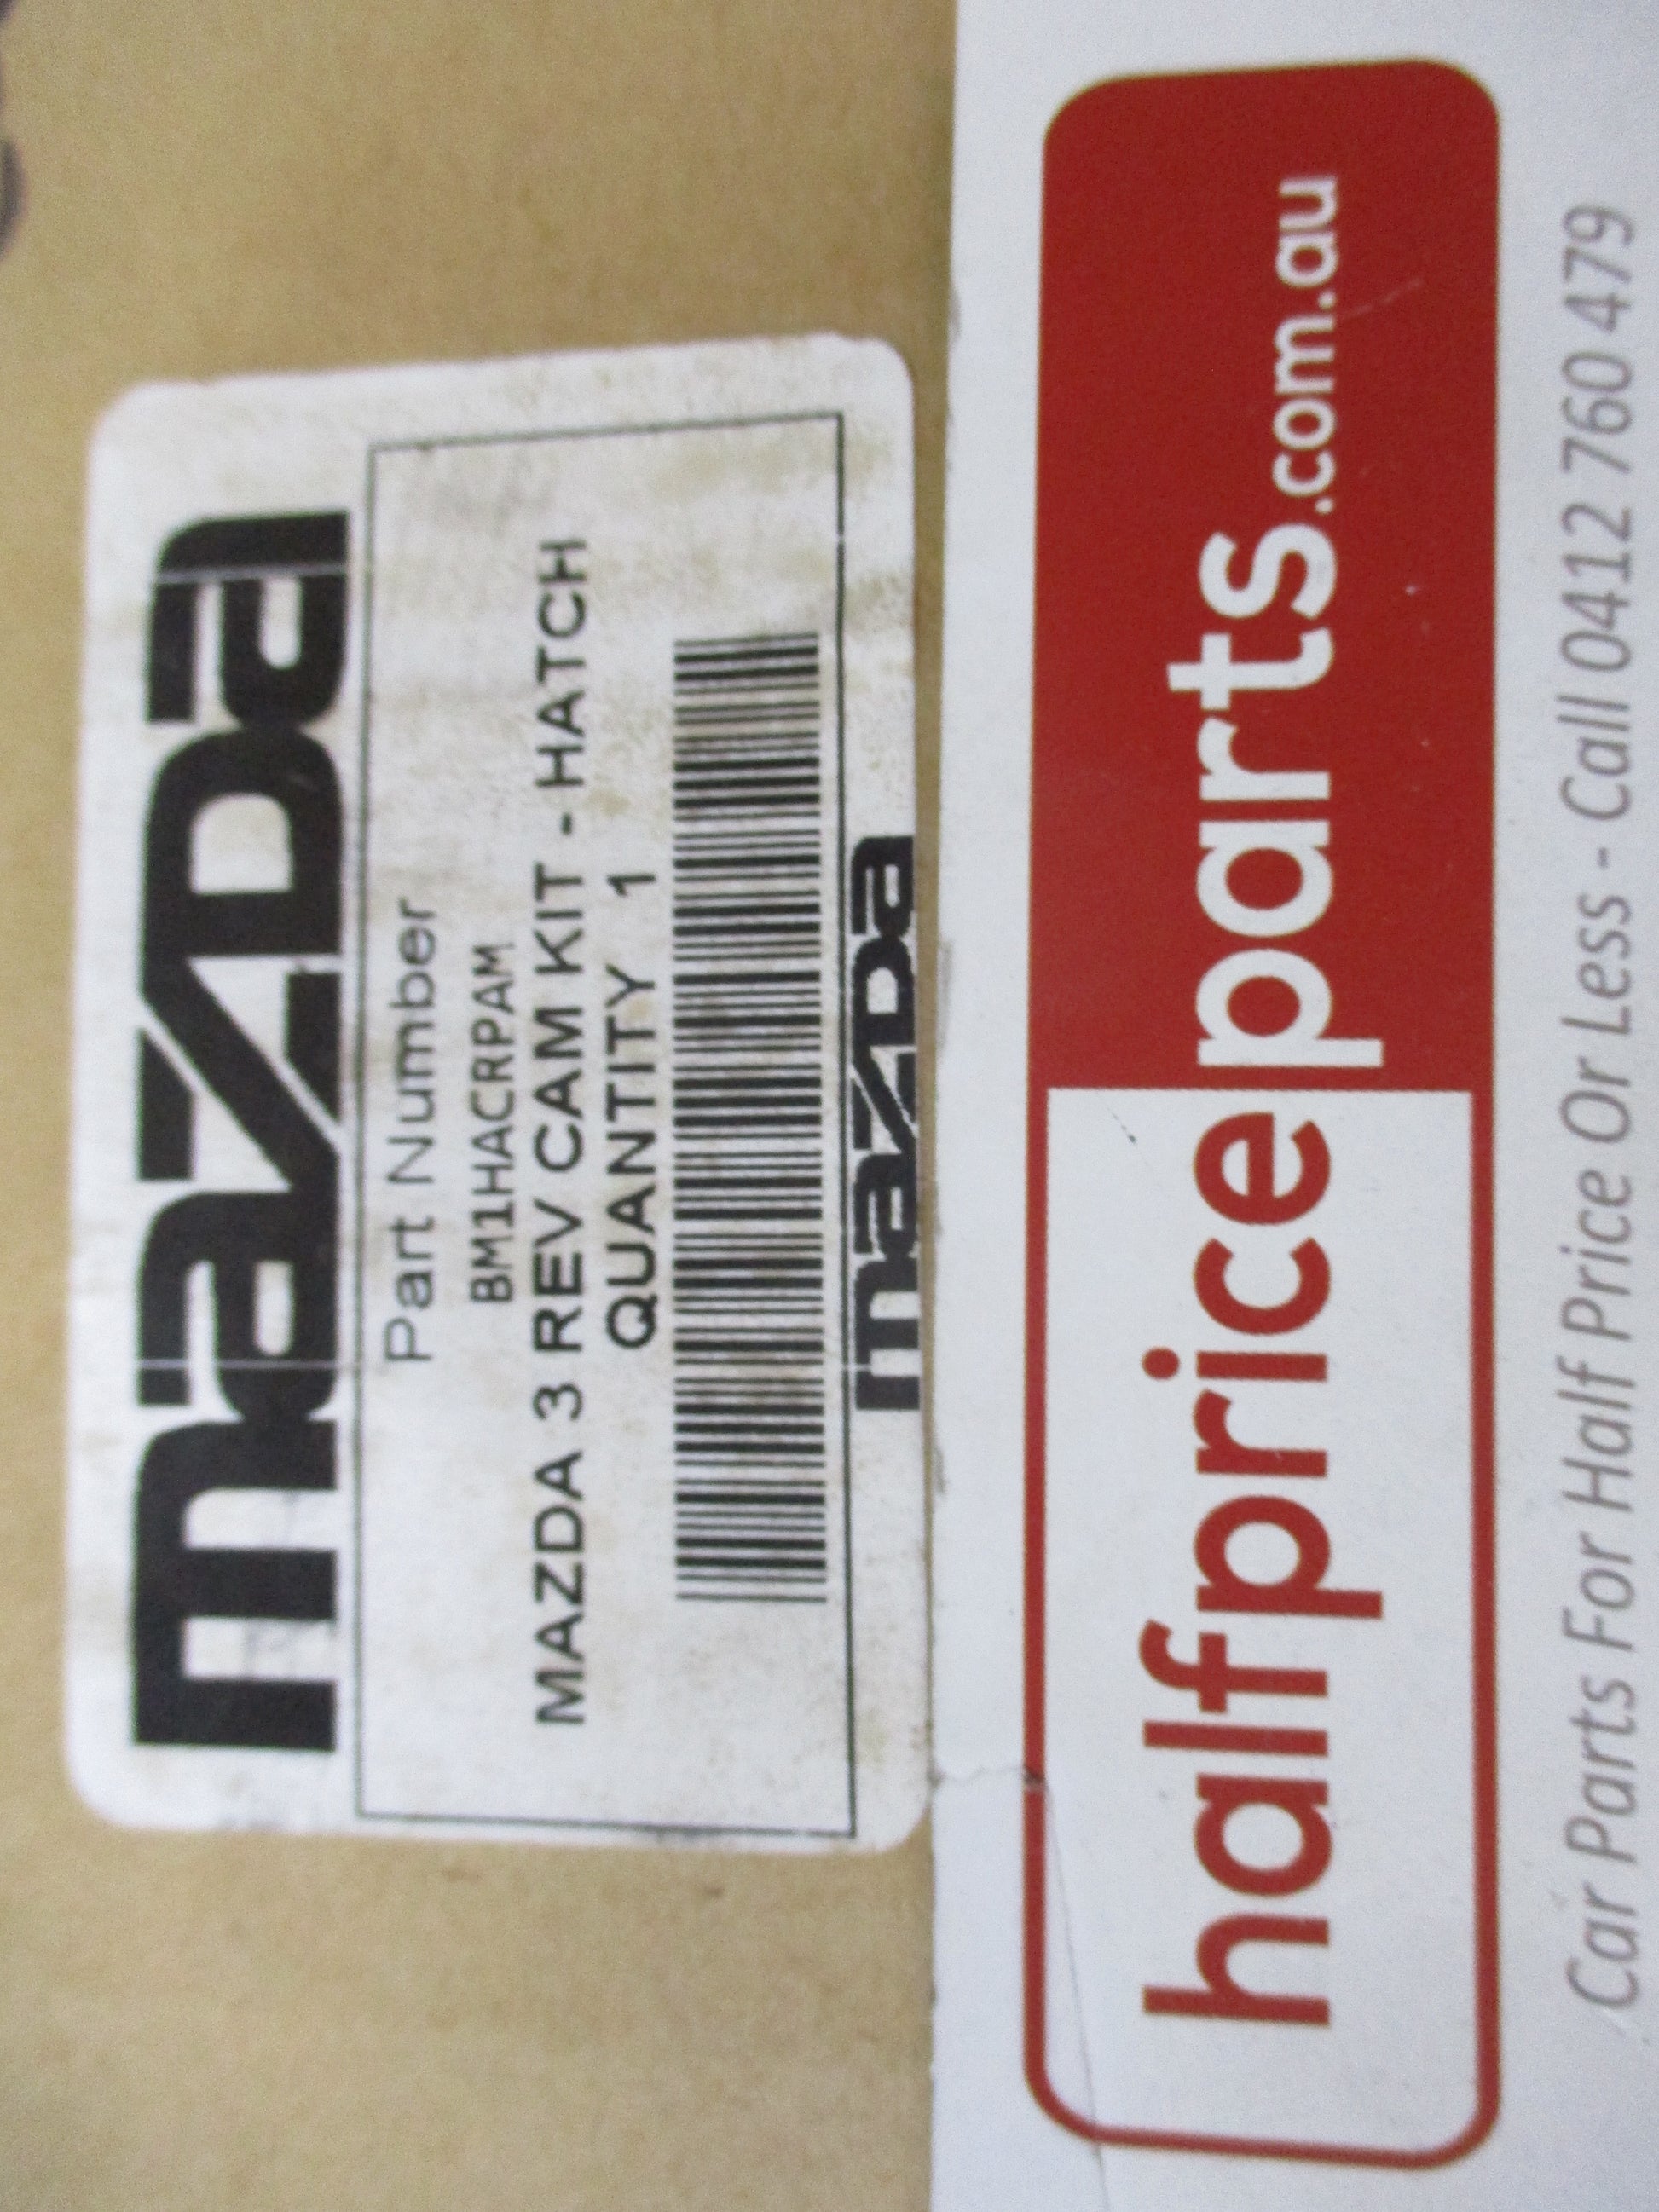 mazda
Part Number
BM1HACRPAM
MAZDA 3 REV CAM KIT - HATCH
QUANTITY 1
mazda
halfpriceparts.com.au
Car Parts For Half Price Or Less - Call 0412 760 479